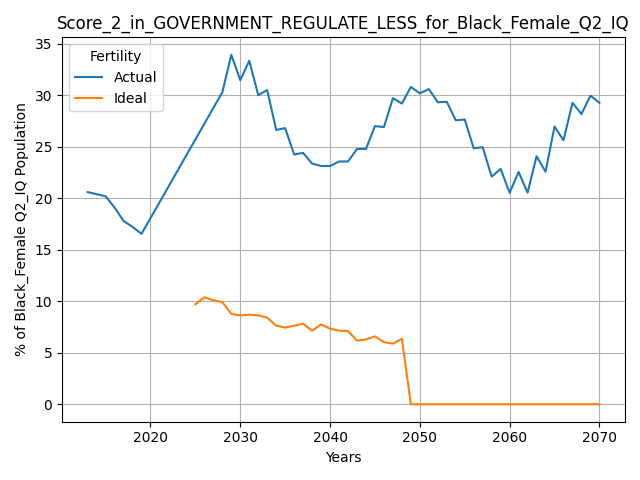 Score_2_in_GOVERNMENT_REGULATE_LESS_for_Black_Female_Q2_IQ
Fertility
Actual
Ideal
% of Black_Female Q2_IQ Population
35
30
25
20
15
10
5
0
2020 2030 2040 2050 2060 2070
Years